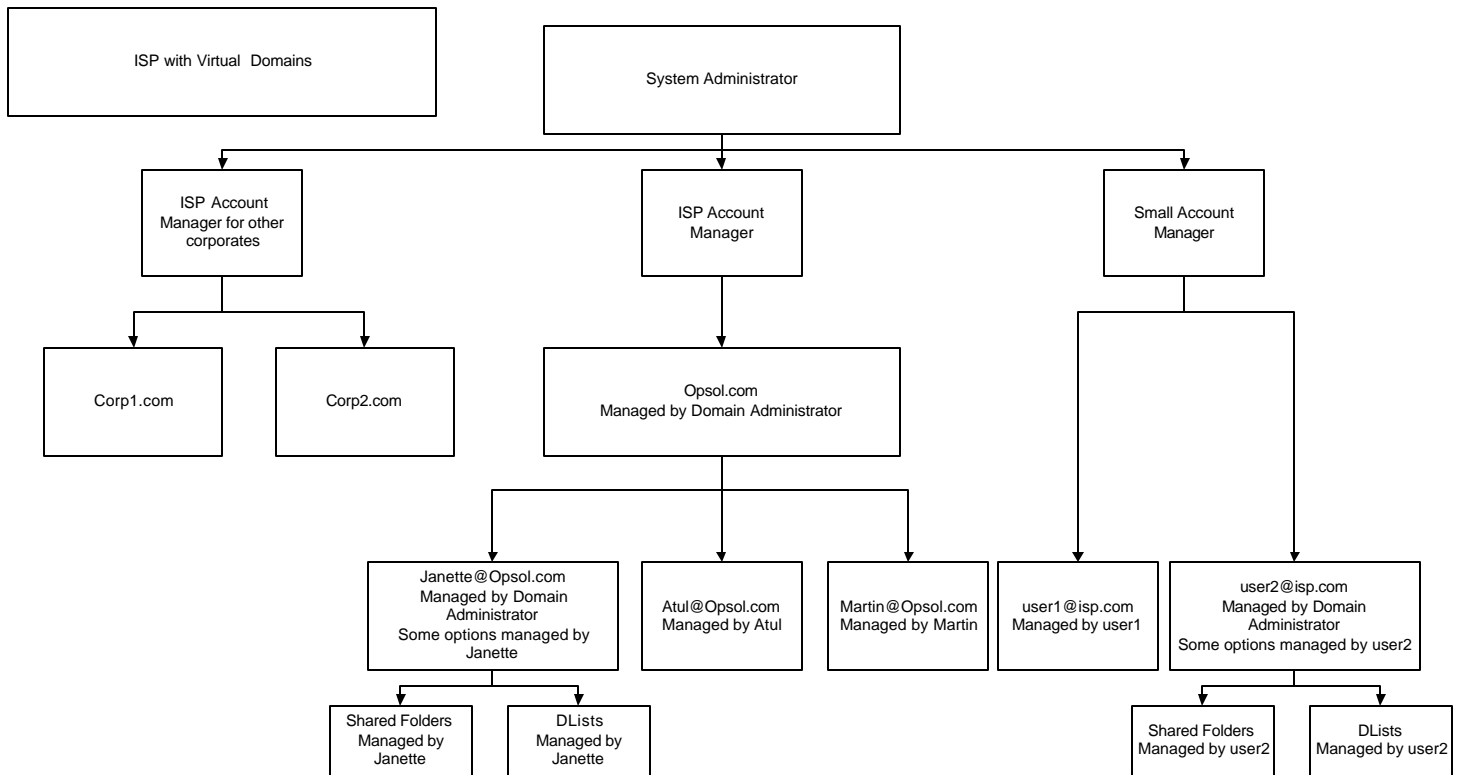 ISP with Virtual Domains
System Administrator
ISP Account
Manager for other
corporates
ISP Account
Manager
Small Account
Manager
Corp1.com
Corp2.com
Opsol.com
Managed by Domain Administrator
Janette@Opsol.com
Managed by Domain
Administrator
Some options managed by
Janette
Atul@Opsol.com
Managed by Atul
Martin@Opsol.com
Managed by Martin
user1@isp.com
Managed by user1
user2@isp.com
Managed by Domain
Administrator
Some options managed by user2
Shared Folders
Managed by
Janette
DLists
Managed by
Janette
Shared Folders
Managed by user2
DLists
Managed by user2